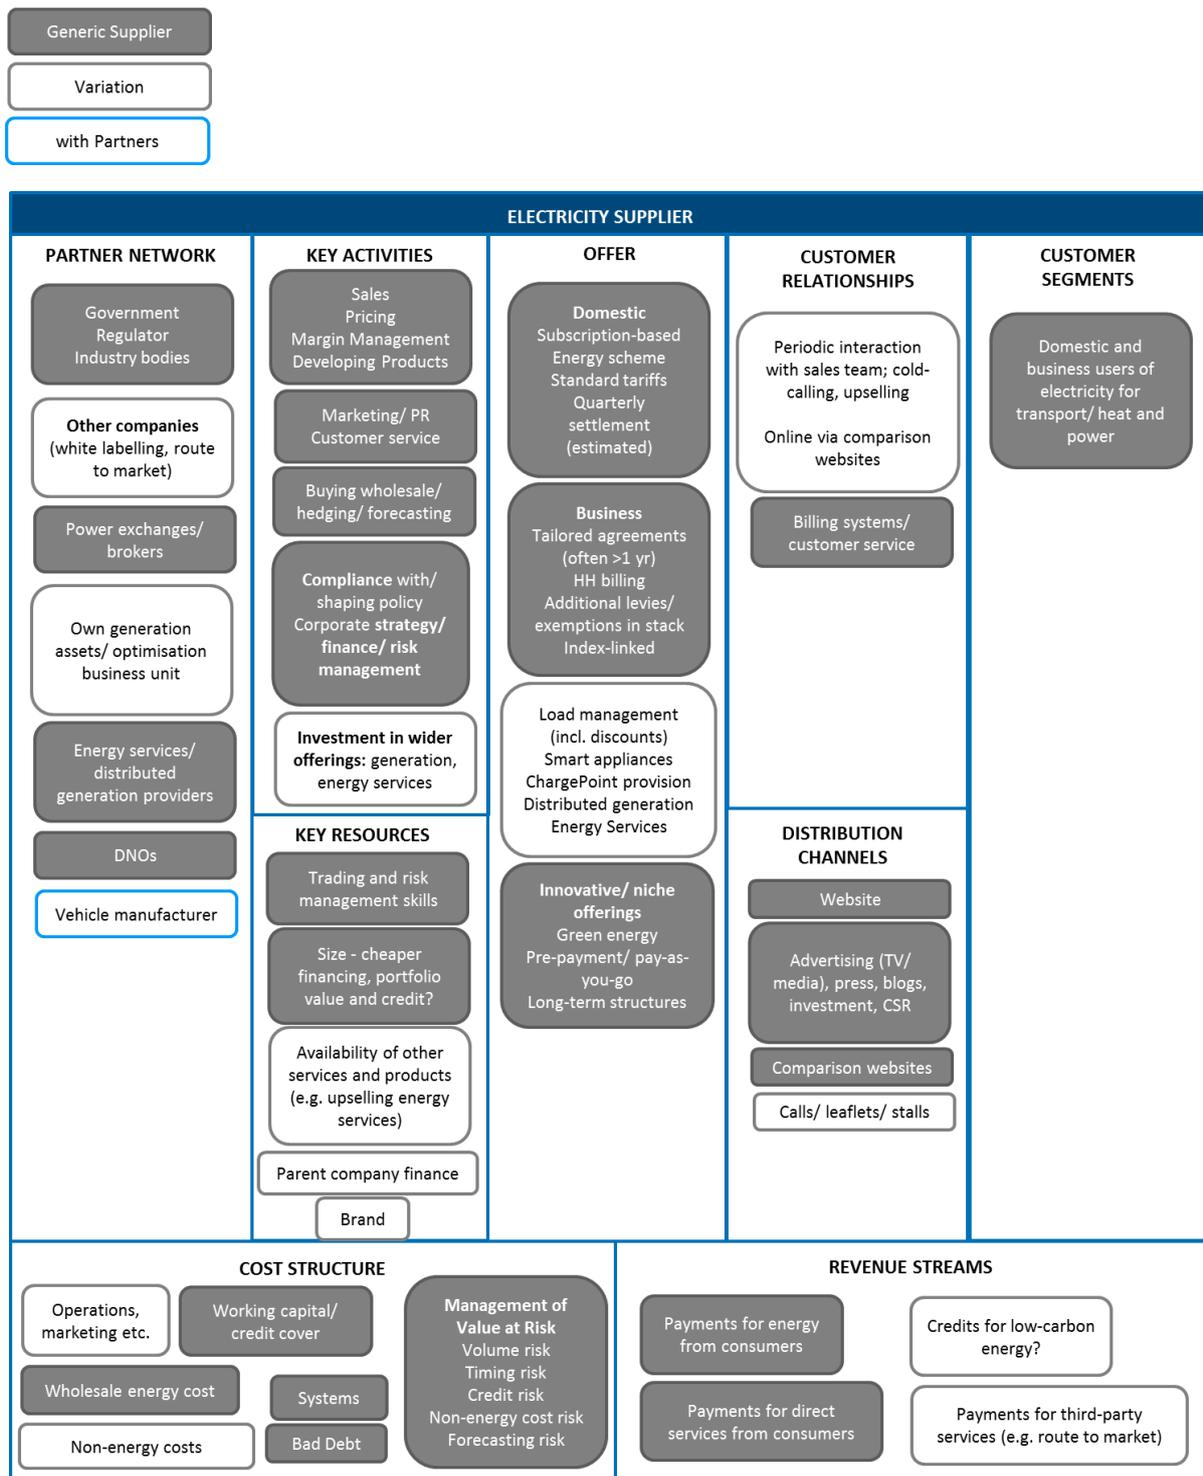 Generic Supplier
Variation
with Partners
ELECTRICITY SUPPLIER
PARTNER NETWORK
Government
Regulator
Industry bodies
Other companies
(white labelling, route
to market)
Power exchanges/
brokers
Own generation
assets/ optimisation
business unit
Energy services/
distributed
generation providers
DNOs
Vehicle manufacturer
KEY ACTIVITIES
Sales
Pricing
Margin Management
Developing Products
Marketing/ PR
Customer service
Buying wholesale/
hedging/ forecasting
Compliance with/
shaping policy
Corporate strategy/
finance/ risk
management
Investment in wider
offerings: generation,
energy services
KEY RESOURCES
Trading and risk
management skills
Size - cheaper
financing, portfolio
value and credit?
Availability of other
services and products
(e.g. upselling energy
services)
Parent company finance
Brand
OFFER
Domestic
Subscription-based
Energy scheme
Standard tariffs
Quarterly
settlement
(estimated)
Business
Tailored agreements
(often >1 yr)
HH billing
Additional levies/
exemptions in stack
Index-linked
Load management
(incl. discounts)
Smart appliances
ChargePoint provision
Distributed generation
Energy Services
Innovative/ niche
offerings
Green energy
Pre-payment/ pay-as-
you-go
Long-term structures
CUSTOMER
RELATIONSHIPS
Periodic interaction
with sales team; cold-
calling, upselling
Online via comparison
websites
Billing systems/
customer service
DISTRIBUTION
CHANNELS
Website
Advertising (TV/
media), press, blogs,
investment, CSR
Comparison websites
Calls/ leaflets/ stalls
CUSTOMER
SEGMENTS
Domestic and
business users of
electricity for
transport/ heat and
power
COST STRUCTURE
Operations,
marketing etc.
Working capital/
credit cover
Wholesale energy cost
Systems
Non-energy costs
Bad Debt
Management of
Value at Risk
Volume risk
Timing risk
Credit risk
Non-energy cost risk
Forecasting risk
REVENUE STREAMS
Payments for energy
from consumers
Credits for low-carbon
energy?
Payments for direct
services from consumers
Payments for third-party
services (e.g. route to market)